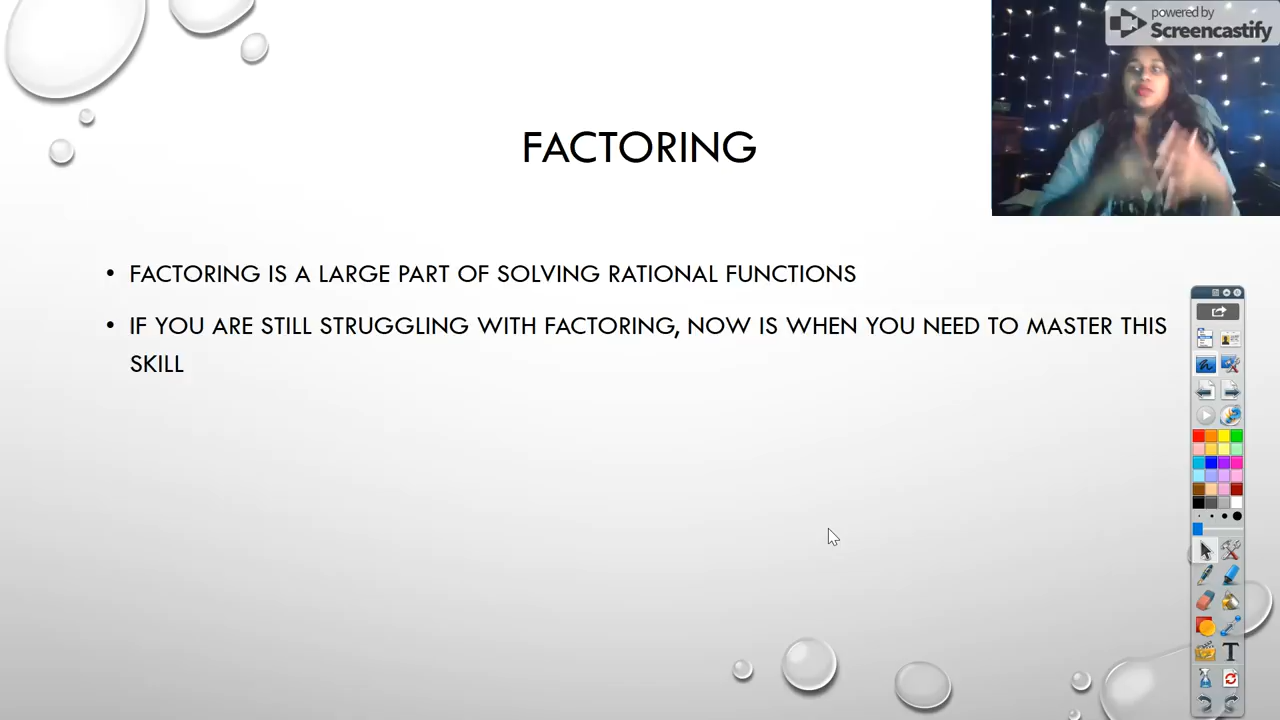 powered by
Screencastify
FACTORING
• FACTORING IS A LARGE PART OF SOLVING RATIONAL FUNCTIONS
• IF YOU ARE STILL STRUGGLING WITH FACTORING, NOW IS WHEN YOU NEED TO MASTER THIS
SKILL
T